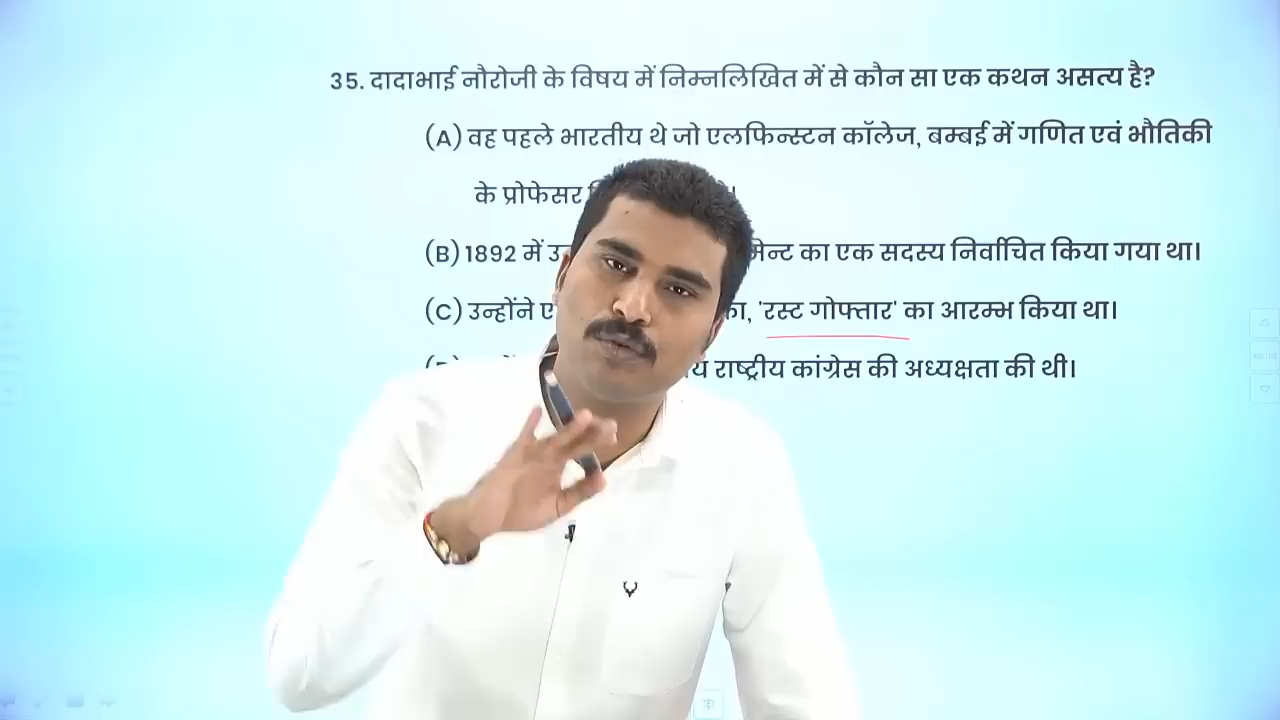 35. दादाभाई नौरोजी के विषय में निम्नलिखित में से कौन सा एक कथन असत्य है?
(A) वह पहले भारतीय थे जो एलफिन्स्टन कॉलेज, बम्बई में गणित एवं भौतिकी
के प्रोफेसर
(B) 1892 में का एक सदस्य निर्वाचित किया गया था।
(C) उन्होंने 'रस्ट गोफ्तार' का आरम्भ किया था।
राष्ट्रीय कांग्रेस की अध्यक्षता की थी।